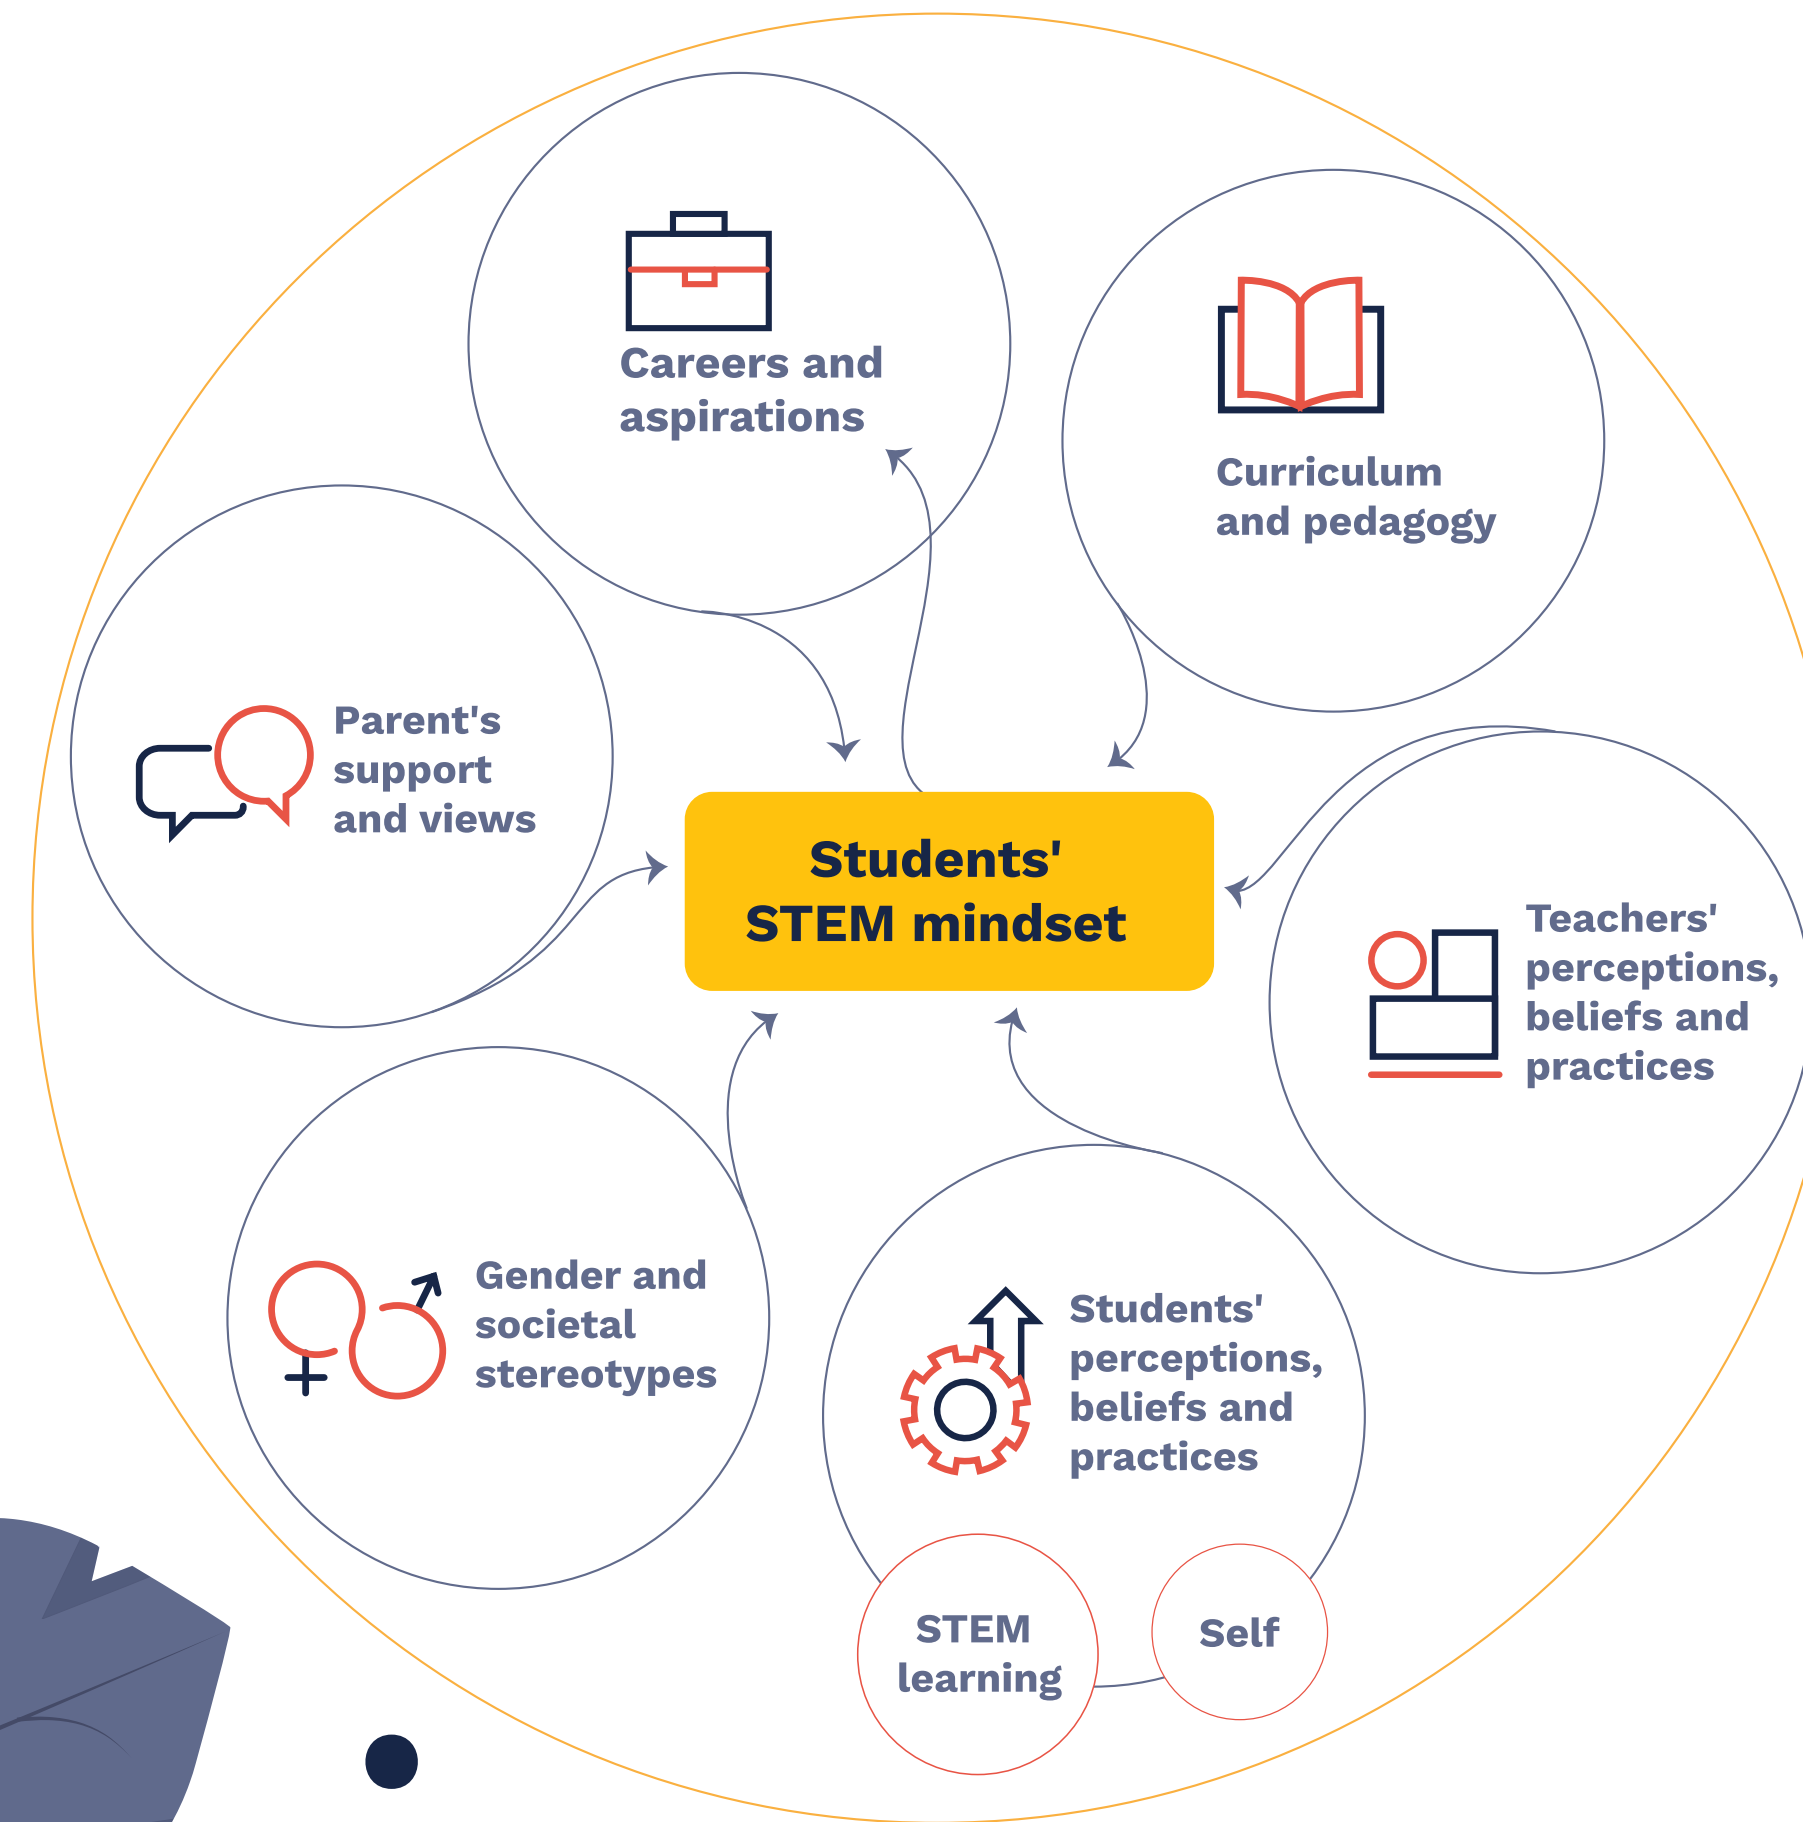 Careers and
aspirations
Curriculum
and pedagogy
Parent's
support
and views
Students'
STEM mindset
Teachers'
perceptions,
beliefs and
practices
Gender and
societal
stereotypes
Students'
perceptions,
beliefs and
practices
STEM
learning
Self